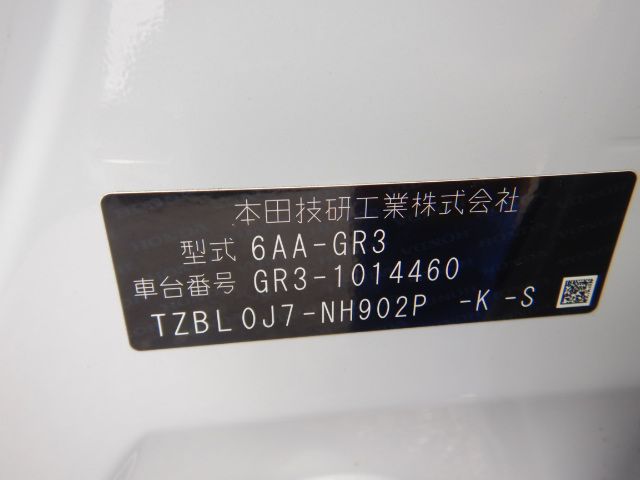 本田技研工業株式会社
型式 6AA-GR3
車台番号 GR3-1014460
TZBL0J7-NH902P -K -S